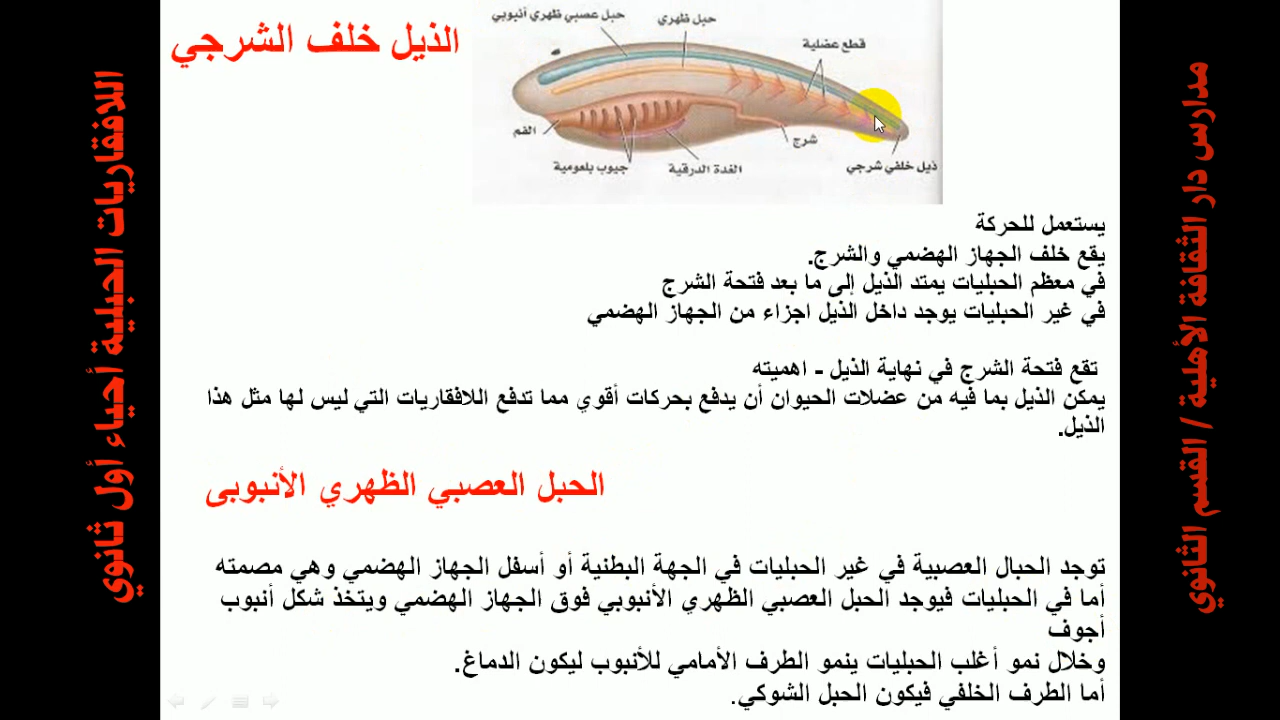 الذيل خلف الشرجي
حبل عصبي ظهري أنبوبي
حبل ظهري
قطع عضلية
الفم
جيوب بلعومية
الغدة الدرقية
شرج
ذيل خلفي شرجي
يستعمل للحركة
يقع خلف الجهاز الهضمي والشرج.
في معظم الحبليات يمتد الذيل إلى ما بعد فتحة الشرج
في غير الحبليات يوجد داخل الذيل اجزاء من الجهاز الهضمي
تقع فتحة الشرج في نهاية الذيل - اهميته
يمكن الذيل بما فيه من عضلات الحيوان أن يدفع بحركات أقوي مما تدفع اللافقاريات التي ليس لها مثل هذا
الذيل.
الحبل العصبي الظهري الأنبوبى
توجد الحبال العصبية في غير الحبليات في الجهة البطنية أو أسفل الجهاز الهضمي وهي مصمته
أما في الحبليات فيوجد الحبل العصبي الظهري الأنبوبي فوق الجهاز الهضمي ويتخذ شكل أنبوب
أجوف
وخلال نمو أغلب الحبليات ينمو الطرف الأمامي للأنبوب ليكون الدماغ.
أما الطرف الخلفي فيكون الحبل الشوكي.
مدارس دار الثقافة الأهلية / القسم الثانوي
اللافقاريات الحبلية أحياء أول ثانوي